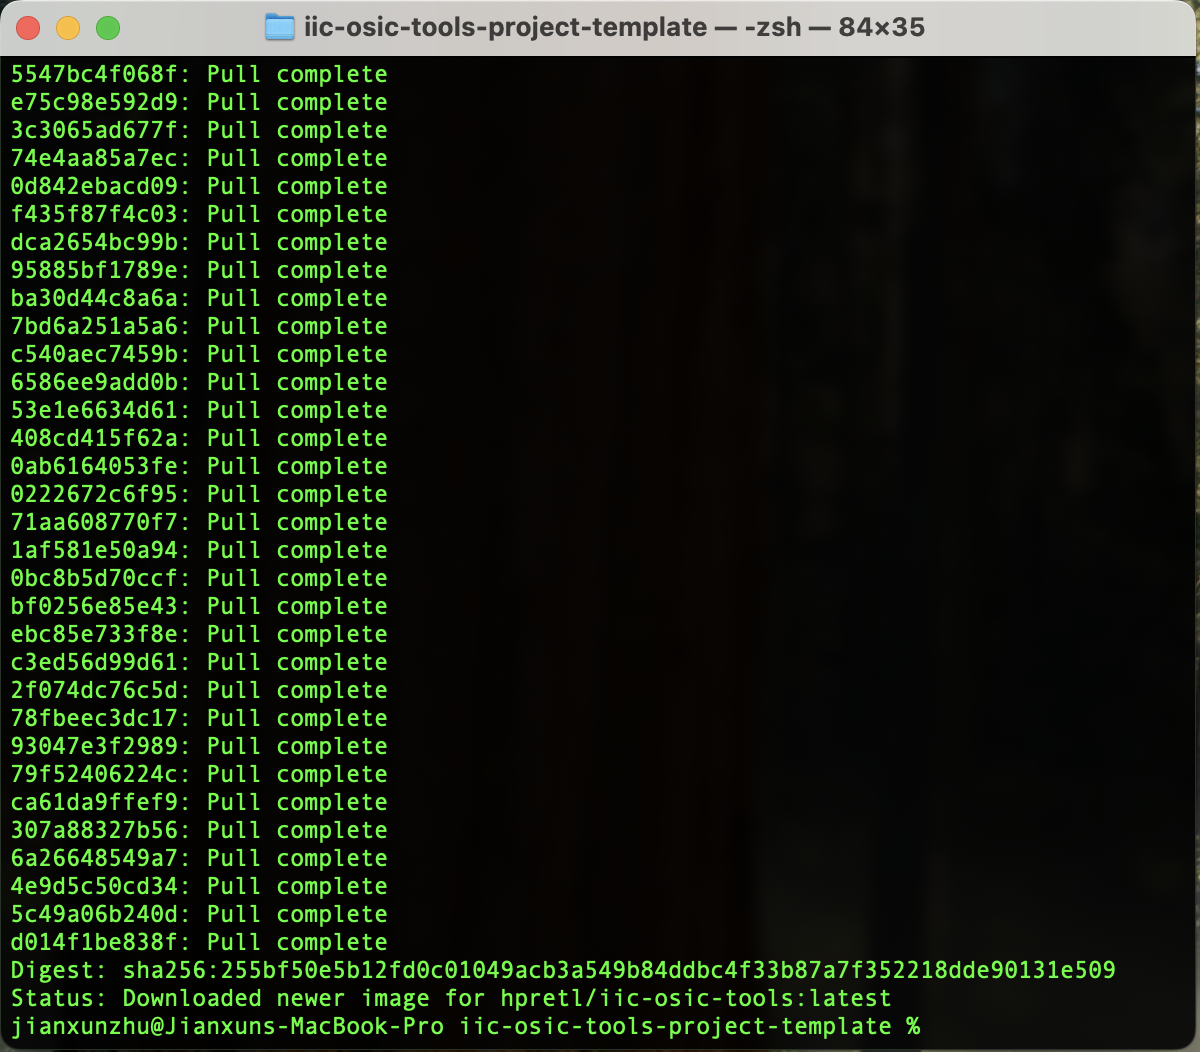 iic-osic-tools-project-template — -zsh — 84×35
5547bc4f068f: Pull complete
e75c98e592d9: Pull complete
3c3065ad677f: Pull complete
74e4aa85a7ec: Pull complete
0d842ebacd09: Pull complete
f435f87f4c03: Pull complete
dca2654bc99b: Pull complete
95885bf1789e: Pull complete
ba30d44c8a6a: Pull complete
7bd6a251a5a6: Pull complete
c540aec7459b: Pull complete
6586ee9add0b: Pull complete
53e1e6634d61: Pull complete
408cd415f62a: Pull complete
0ab6164053fe: Pull complete
0222672c6f95: Pull complete
71aa608770f7: Pull complete
1af581e50a94: Pull complete
0bc8b5d70ccf: Pull complete
bf0256e85e43: Pull complete
ebc85e733f8e: Pull complete
c3ed56d99d61: Pull complete
2f074dc76c5d: Pull complete
78fbeec3dc17: Pull complete
93047e3f2989: Pull complete
79f52406224c: Pull complete
ca61da9ffef9: Pull complete
307a88327b56: Pull complete
6a26648549a7: Pull complete
4e9d5c50cd34: Pull complete
5c49a06b240d: Pull complete
d014f1be838f: Pull complete
Digest: sha256:255bf50e5b12fd0c01049acb3a549b84ddbc4f33b87a7f352218dde90131e509
Status: Downloaded newer image for hpretl/iic-osic-tools:latest
jianxunzhu@Jianxuns-MacBook-Pro iic-osic-tools-project-template %